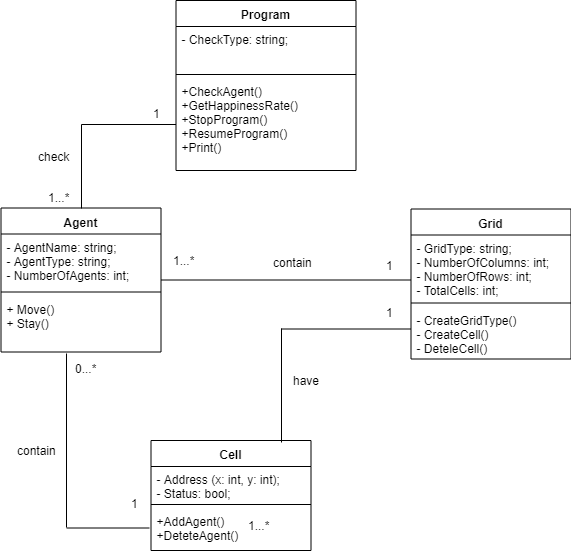 Program
- CheckType: string;
+CheckAgent()
+GetHappinessRate()
+StopProgram()
+ResumeProgram()
+Print()
1
check
1...*
Agent
- AgentName: string;
- AgentType: string;
- NumberOfAgents: int;
+ Move()
+ Stay()
1...*
contain
1
Grid
- GridType: string;
- NumberOfColumns: int;
- NumberOfRows: int;
- TotalCells: int;
- CreateGridType()
- CreateCell()
- DeteleCell()
1
have
0...*
contain
1
Cell
- Address (x: int, y: int);
- Status: bool;
+AddAgent()
+DeteteAgent()
1...*